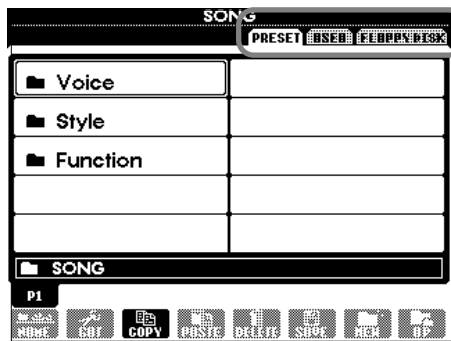 SONG
PRESET USER FLOPPY DISK
Voice
Style
Function
SONG
P1
NAME CUT COPY PASTE DELETE SAVE NEW UP